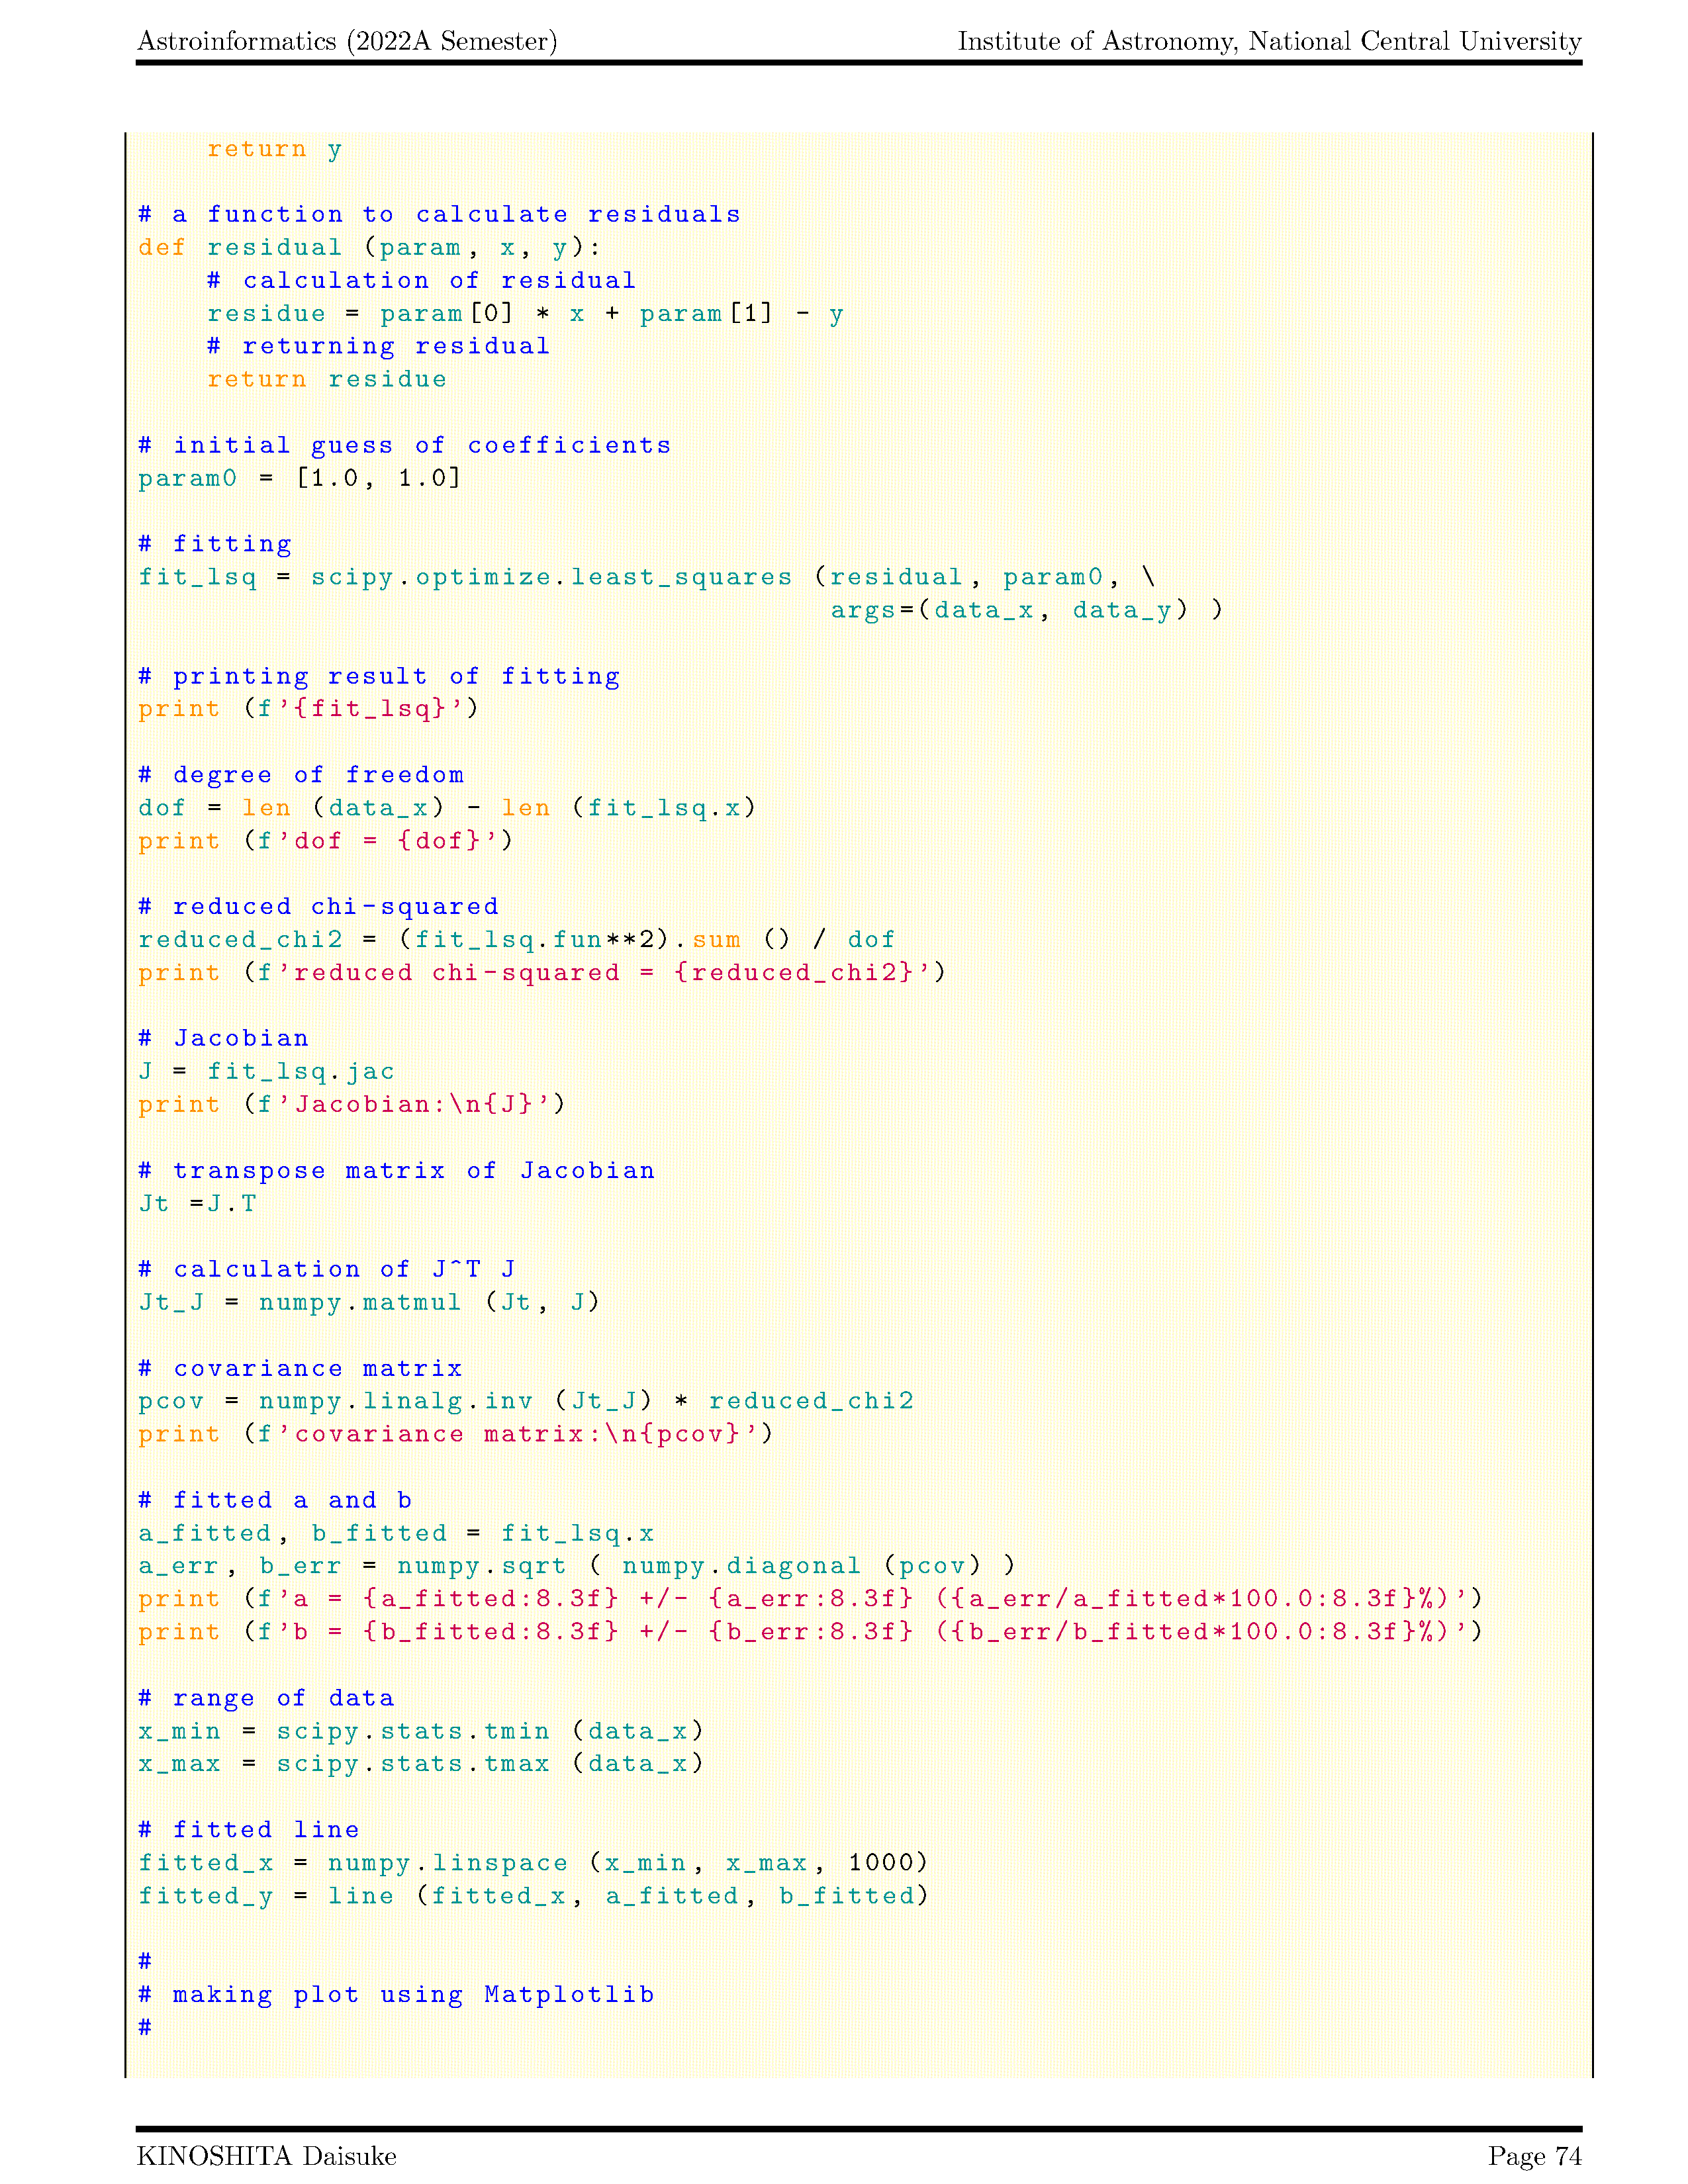 Astroinformatics (2022A Semester)
Institute of Astronomy, National Central University
    return y
# a function to calculate residuals
def residual (param, x, y):
    # calculation of residual
    residue = param[0] * x + param[1] - y
    # returning residual
    return residue
# initial guess of coefficients
param0 = [1.0, 1.0]
# fitting
fit_lsq = scipy.optimize.least_squares (residual, param0, \
                                        args=(data_x, data_y) )
# printing result of fitting
print (f'{fit_lsq}')
# degree of freedom
dof = len (data_x) - len (fit_lsq.x)
print (f'dof = {dof}')
# reduced chi-squared
reduced_chi2 = (fit_lsq.fun**2).sum () / dof
print (f'reduced chi-squared = {reduced_chi2}')
# Jacobian
J = fit_lsq.jac
print (f'Jacobian:\n{J}')
# transpose matrix of Jacobian
Jt =J.T
# calculation of J^T J
Jt_J = numpy.matmul (Jt, J)
# covariance matrix
pcov = numpy.linalg.inv (Jt_J) * reduced_chi2
print (f'covariance matrix:\n{pcov}')
# fitted a and b
a_fitted, b_fitted = fit_lsq.x
a_err, b_err = numpy.sqrt ( numpy.diagonal (pcov) )
print (f'a = {a_fitted:8.3f} +/- {a_err:8.3f} ({a_err/a_fitted*100.0:8.3f}%)')
print (f'b = {b_fitted:8.3f} +/- {b_err:8.3f} ({b_err/b_fitted*100.0:8.3f}%)')
# range of data
x_min = scipy.stats.tmin (data_x)
x_max = scipy.stats.tmax (data_x)
# fitted line
fitted_x = numpy.linspace (x_min, x_max, 1000)
fitted_y = line (fitted_x, a_fitted, b_fitted)
#
# making plot using Matplotlib
#
KINOSHITA Daisuke
Page 74